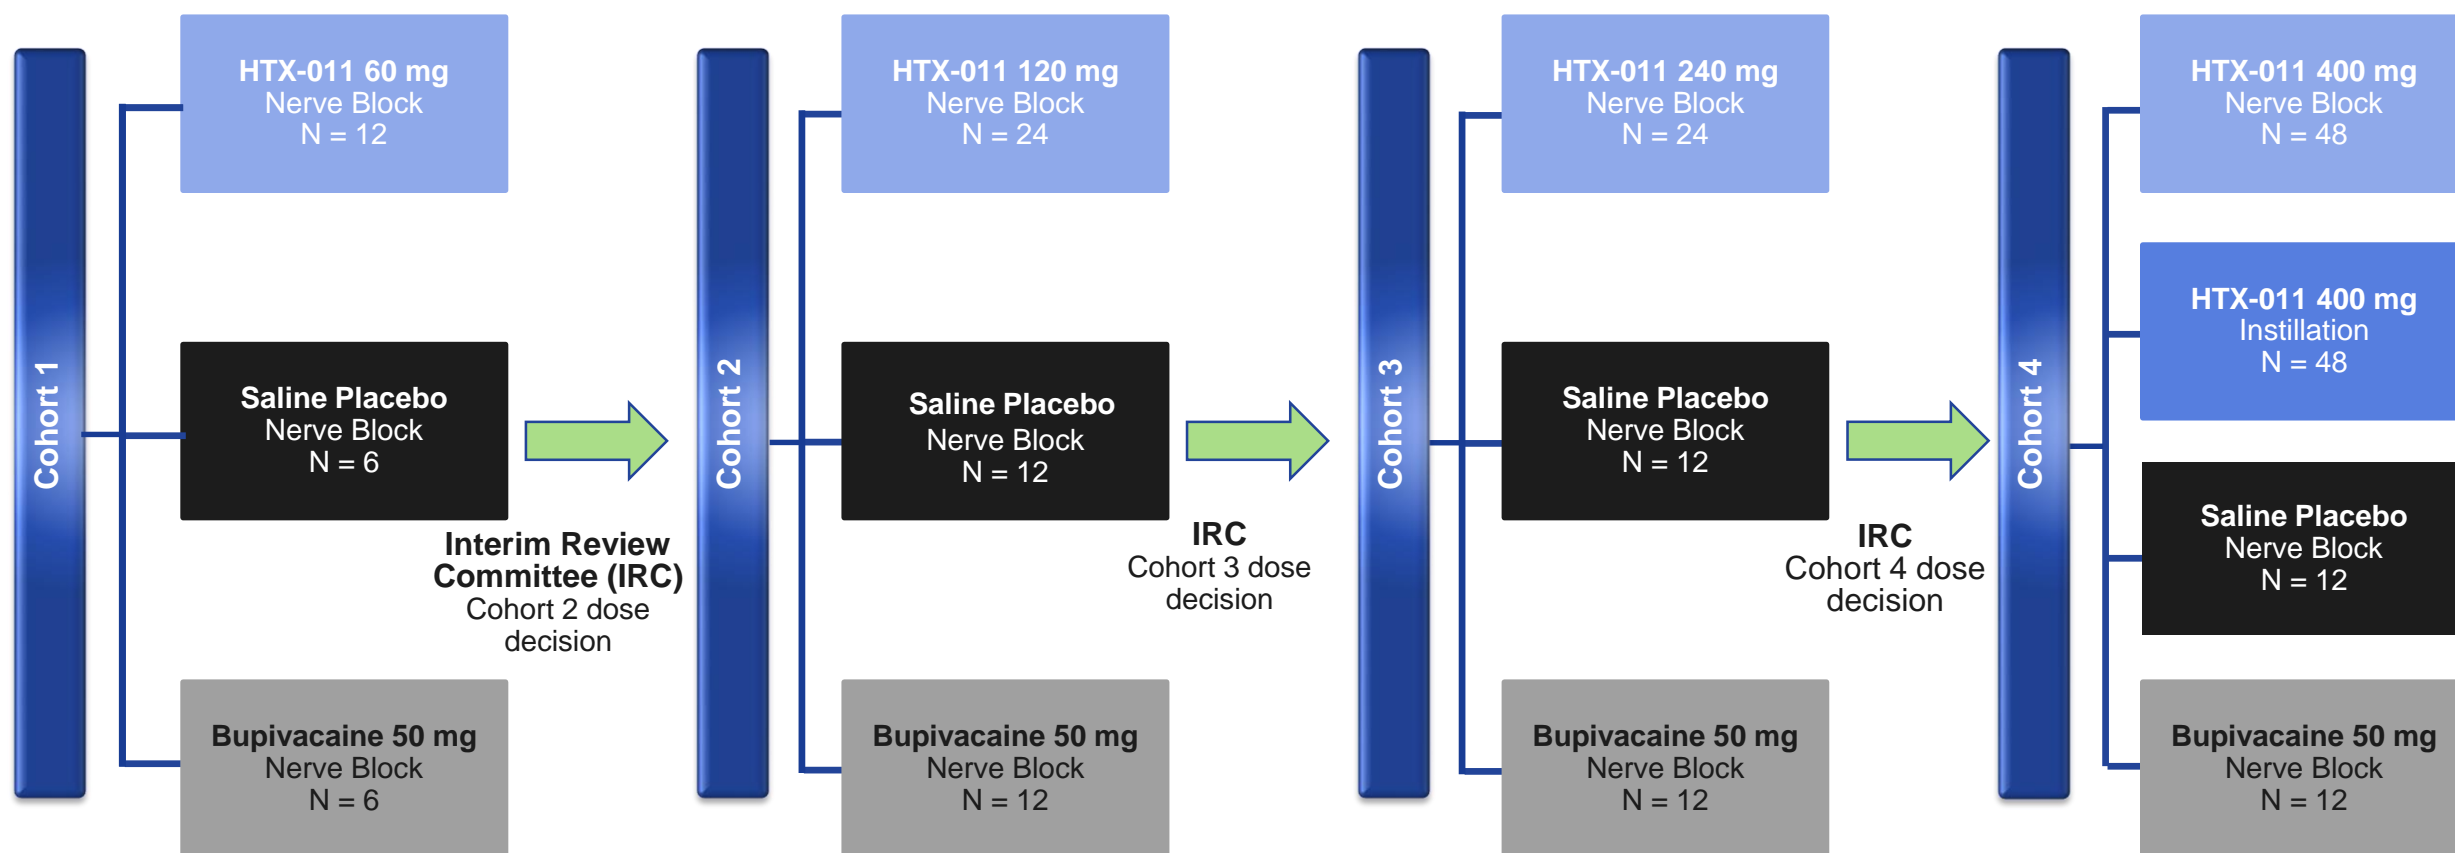 Cohort 1
HTX-011 60 mg
Nerve Block
N = 12
Saline Placebo
Nerve Block
N = 6
Bupivacaine 50 mg
Nerve Block
N = 6
Interim Review
Committee (IRC)
Cohort 2 dose
decision
Cohort 2
HTX-011 120 mg
Nerve Block
N = 24
Saline Placebo
Nerve Block
N = 12
Bupivacaine 50 mg
Nerve Block
N = 12
IRC
Cohort 3 dose
decision
Cohort 3
HTX-011 240 mg
Nerve Block
N = 24
Saline Placebo
Nerve Block
N = 12
Bupivacaine 50 mg
Nerve Block
N = 12
IRC
Cohort 4 dose
decision
Cohort 4
HTX-011 400 mg
Nerve Block
N = 48
HTX-011 400 mg
Instillation
N = 48
Saline Placebo
Nerve Block
N = 12
Bupivacaine 50 mg
Nerve Block
N = 12